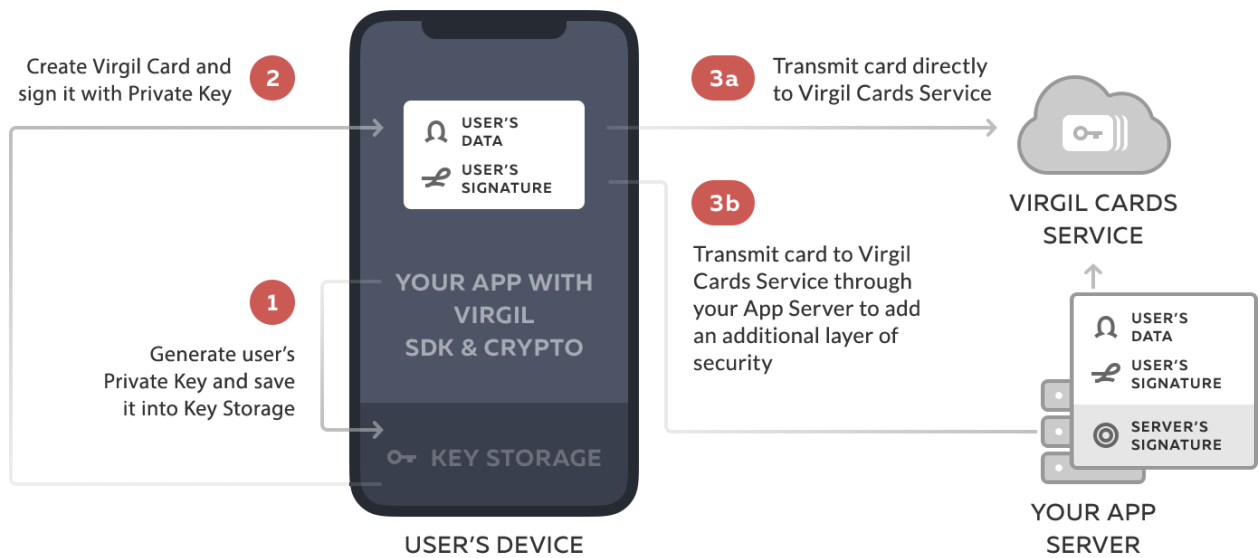 Create Virgil Card and
sign it with Private Key
2
USER'S
DATA
USER'S
SIGNATURE
3a
Transmit card directly
to Virgil Cards Service
VIRGIL CARDS
SERVICE
3b
Transmit card to Virgil
Cards Service through
your App Server to add
an additional layer of
security
1
Generate user's
Private Key and save
it into Key Storage
YOUR APP WITH
VIRGIL
SDK & CRYPTO
KEY STORAGE
USER'S DEVICE
USER'S
DATA
USER'S
SIGNATURE
SERVER'S
SIGNATURE
YOUR APP
SERVER